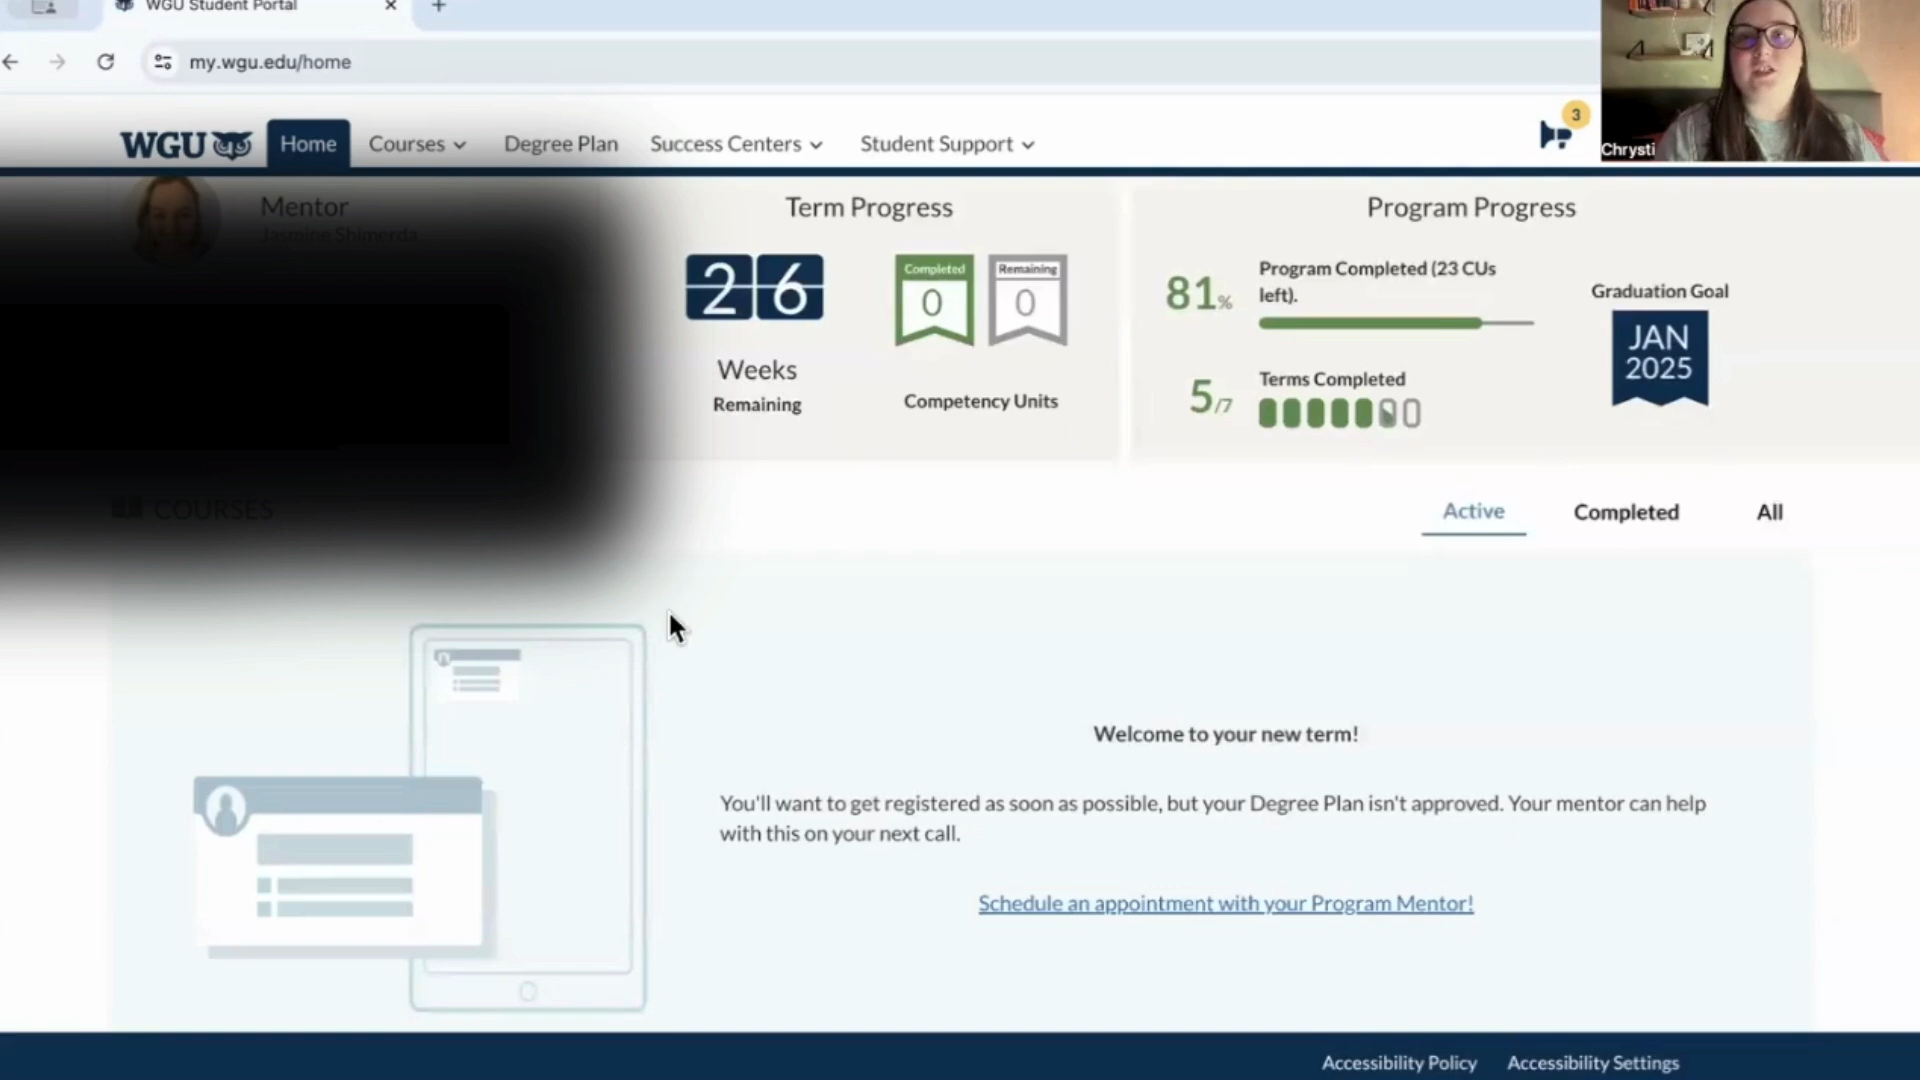 WGU Student Portal
my.wgu.edu/home
3
Chrysti
WGU
Home
Courses
Degree Plan
Success Centers
Student Support
Mentor
Jasmine Shimerda
Term Progress
26
Weeks
Remaining
Completed
0
Remaining
0
Competency Units
Program Progress
81%
Program Completed (23 CUs
left).
5/7
Terms Completed
Graduation Goal
JAN
2025
COURSES
Active
Completed
All
Welcome to your new term!
You'll want to get registered as soon as possible, but your Degree Plan isn't approved. Your mentor can help
with this on your next call.
Schedule an appointment with your Program Mentor!
Accessibility Policy
Accessibility Settings